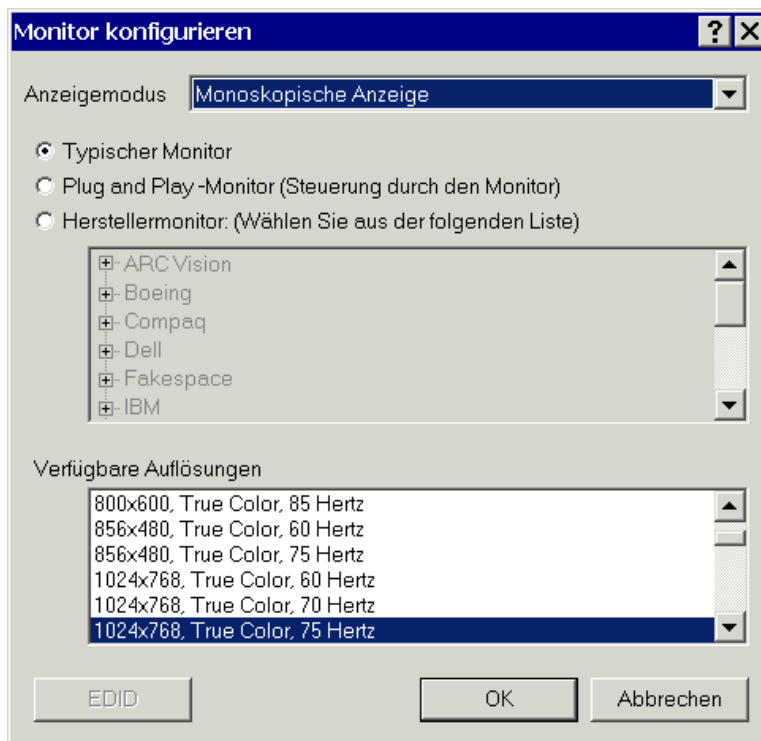 Monitor konfigurieren
Anzeigemodus Monoskopische Anzeige
Typischer Monitor
Plug and Play -Monitor (Steuerung durch den Monitor)
Herstellermonitor: (Wählen Sie aus der folgenden Liste)
ARC Vision
Boeing
Compaq
Dell
Fakespace
IBM
Verfügbare Auflösungen
800x600, True Color, 85 Hertz
856x480, True Color, 60 Hertz
856x480, True Color, 75 Hertz
1024x768, True Color, 60 Hertz
1024x768, True Color, 70 Hertz
1024x768, True Color, 75 Hertz
EDID OK Abbrechen